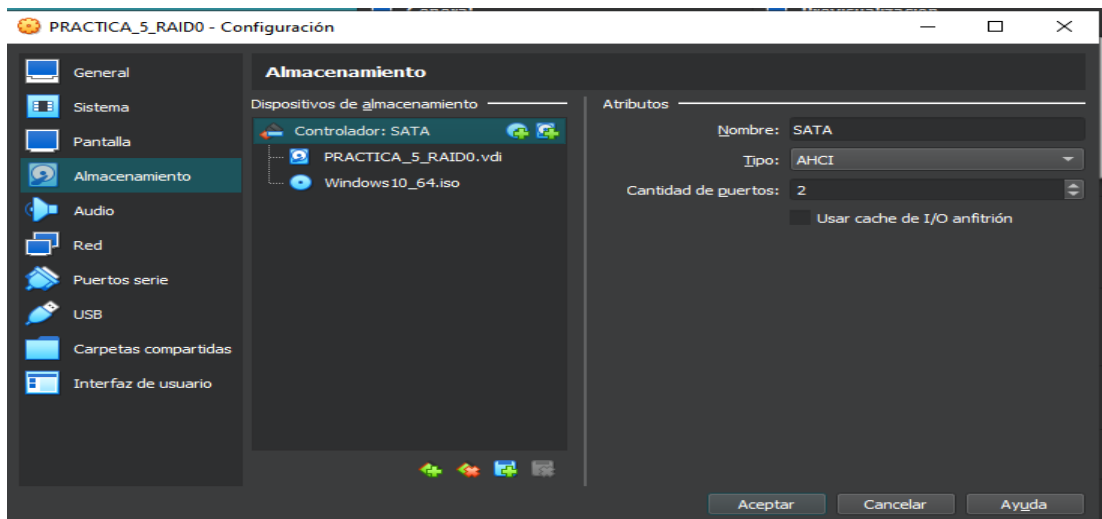 PRACTICA_5_RAID0 - Configuración
General
Sistema
Pantalla
Almacenamiento
Audio
Red
Puertos serie
USB
Carpetas compartidas
Interfaz de usuario
Almacenamiento
Dispositivos de almacenamiento
Controlador: SATA
PRACTICA_5_RAID0.vdi
Windows10_64.iso
Atributos
Nombre: SATA
Tipo: AHCI
Cantidad de puertos: 2
Usar cache de I/O anfitrión
Aceptar Cancelar Ayuda